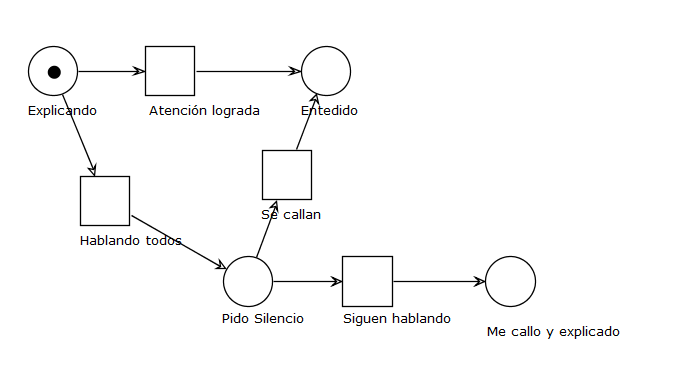 Explicando
Atención lograda
Entedido
Se callan
Hablando todos
Pido Silencio
Siguen hablando
Me callo y explicado